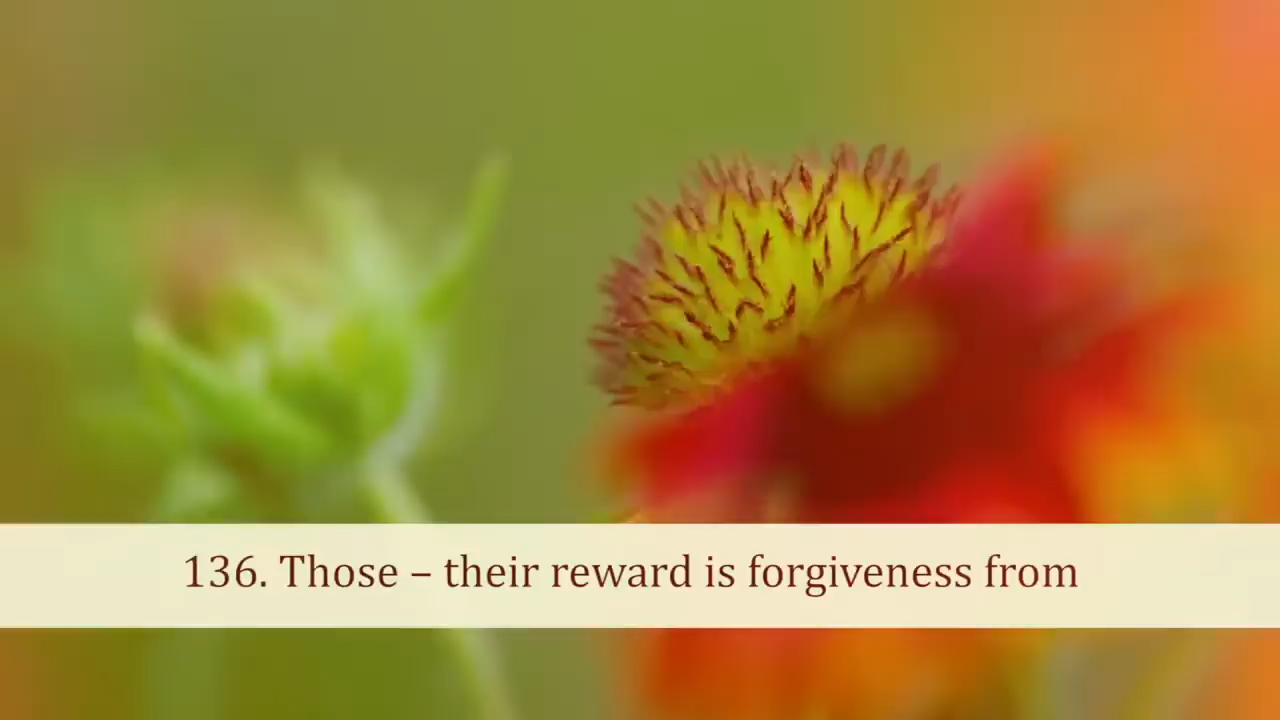 136. Those – their reward is forgiveness from